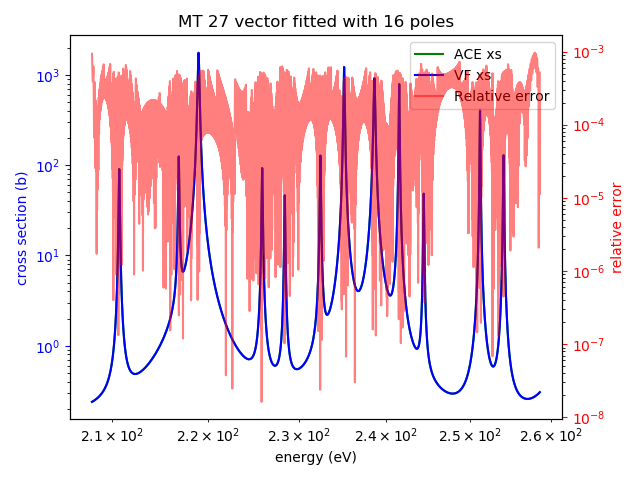 MT 27 vector fitted with 16 poles
ACE xs
VF xs
Relative error
cross section (b)
10³
10²
10¹
10⁰
relative error
10⁻³
10⁻⁴
10⁻⁵
10⁻⁶
10⁻⁷
10⁻⁸
2.1 × 10² 2.2 × 10² 2.3 × 10² 2.4 × 10² 2.5 × 10² 2.6 × 10²
energy (eV)